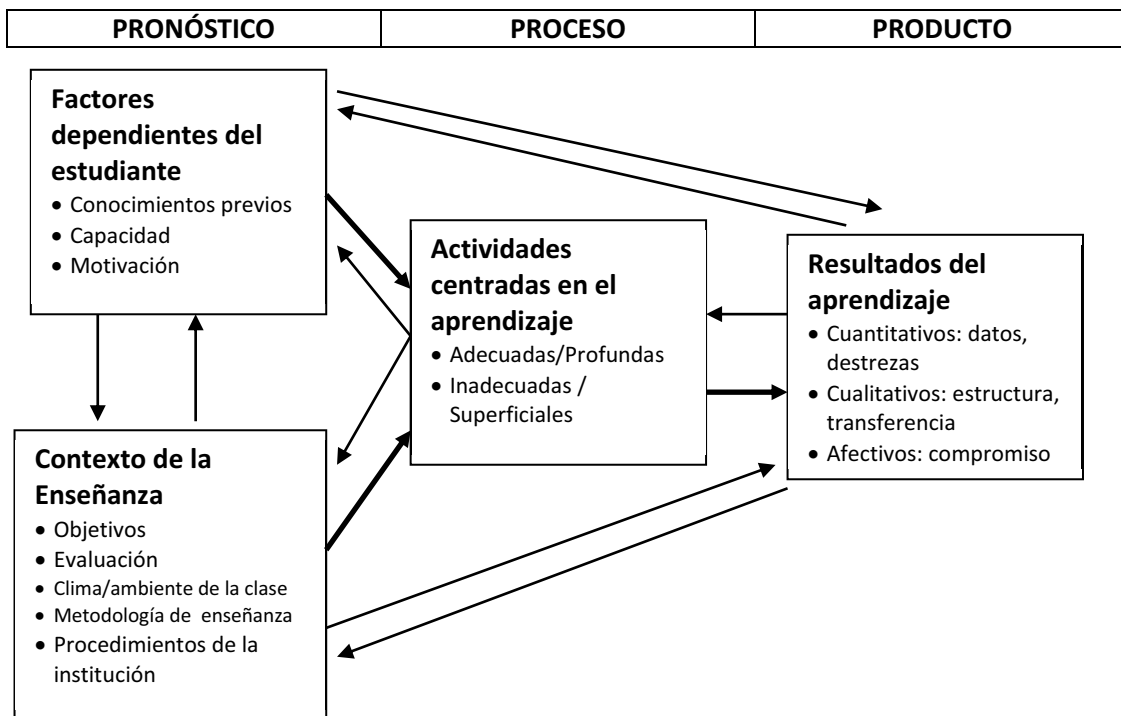 PRONÓSTICO PROCESO PRODUCTO
Factores
dependientes del
estudiante
• Conocimientos previos
• Capacidad
• Motivación
Actividades
centradas en el
aprendizaje
• Adecuadas/Profundas
• Inadecuadas /
Superficiales
Resultados del
aprendizaje
• Cuantitativos: datos,
destrezas
• Cualitativos: estructura,
transferencia
• Afectivos: compromiso
Contexto de la
Enseñanza
• Objetivos
• Evaluación
• Clima/ambiente de la clase
• Metodología de enseñanza
• Procedimientos de la
institución